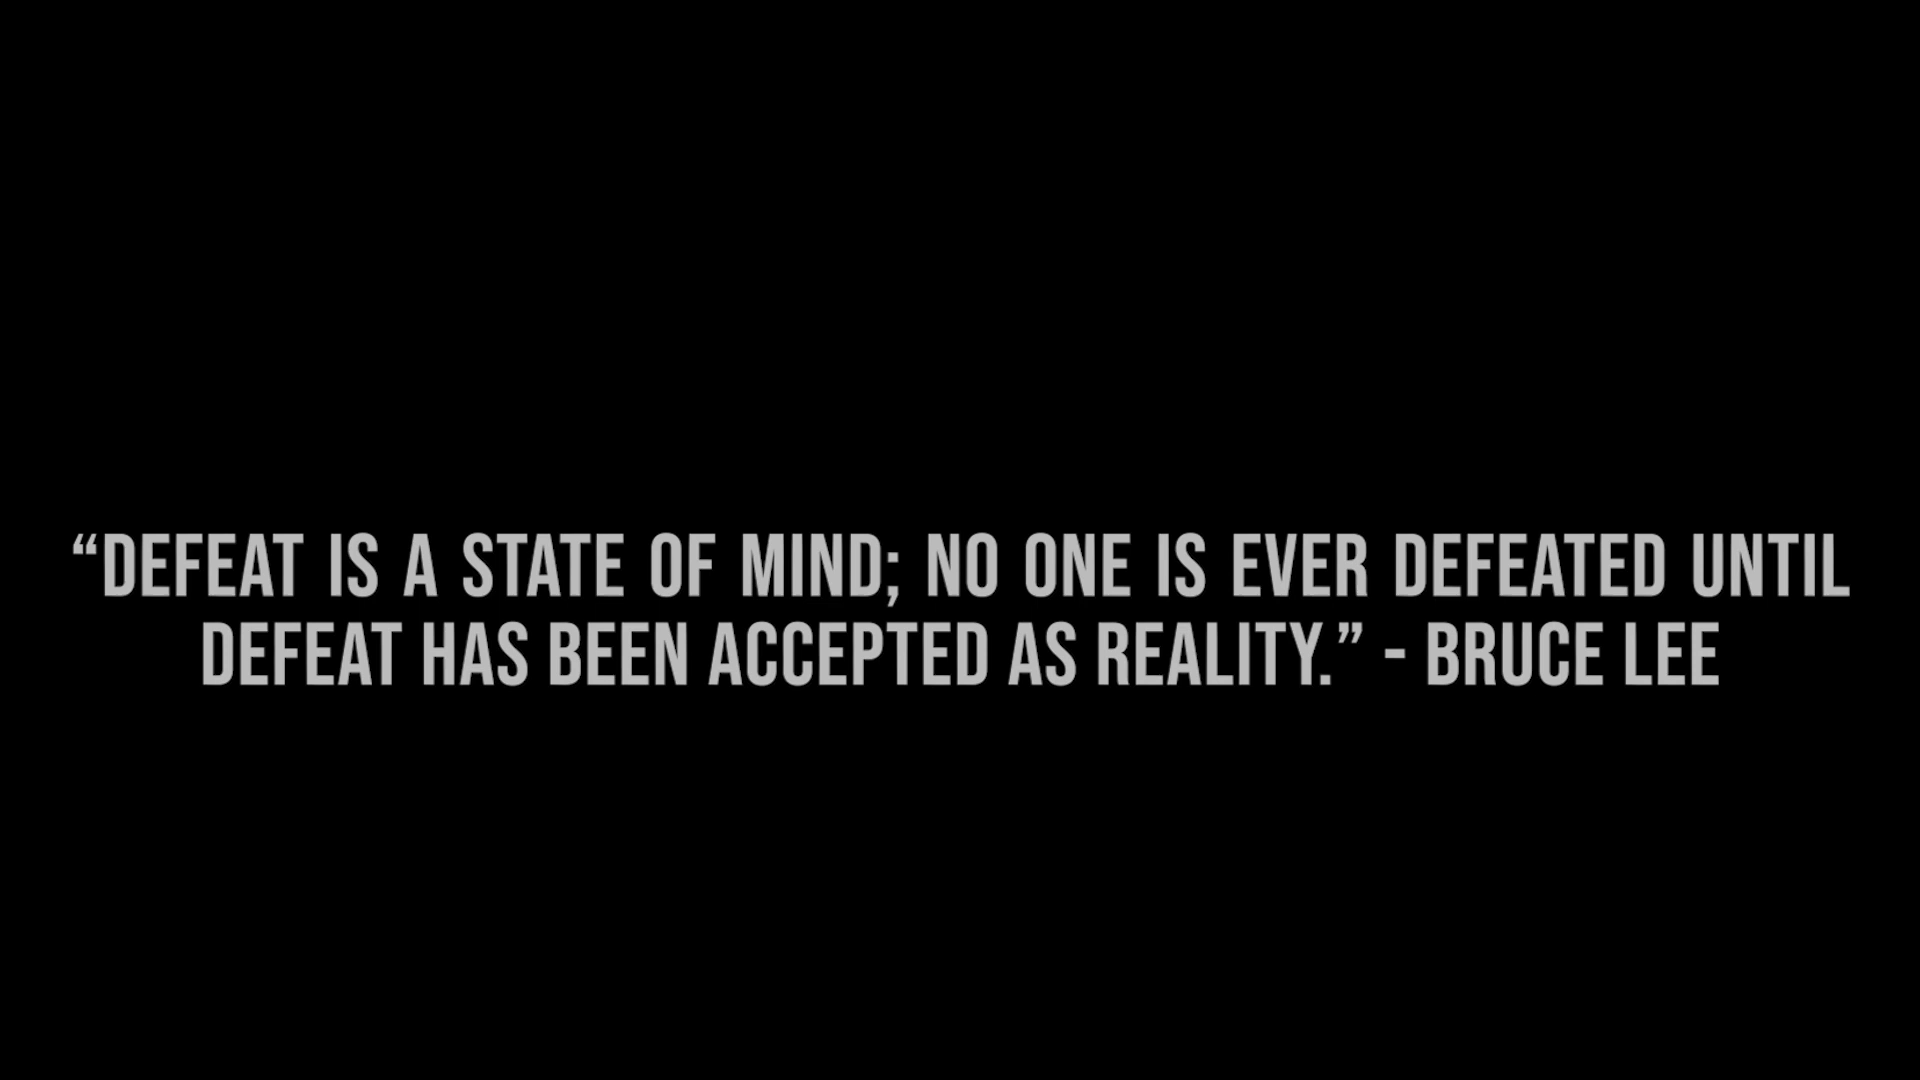 “DEFEAT IS A STATE OF MIND; NO ONE IS EVER DEFEATED UNTIL
DEFEAT HAS BEEN ACCEPTED AS REALITY.” - BRUCE LEE